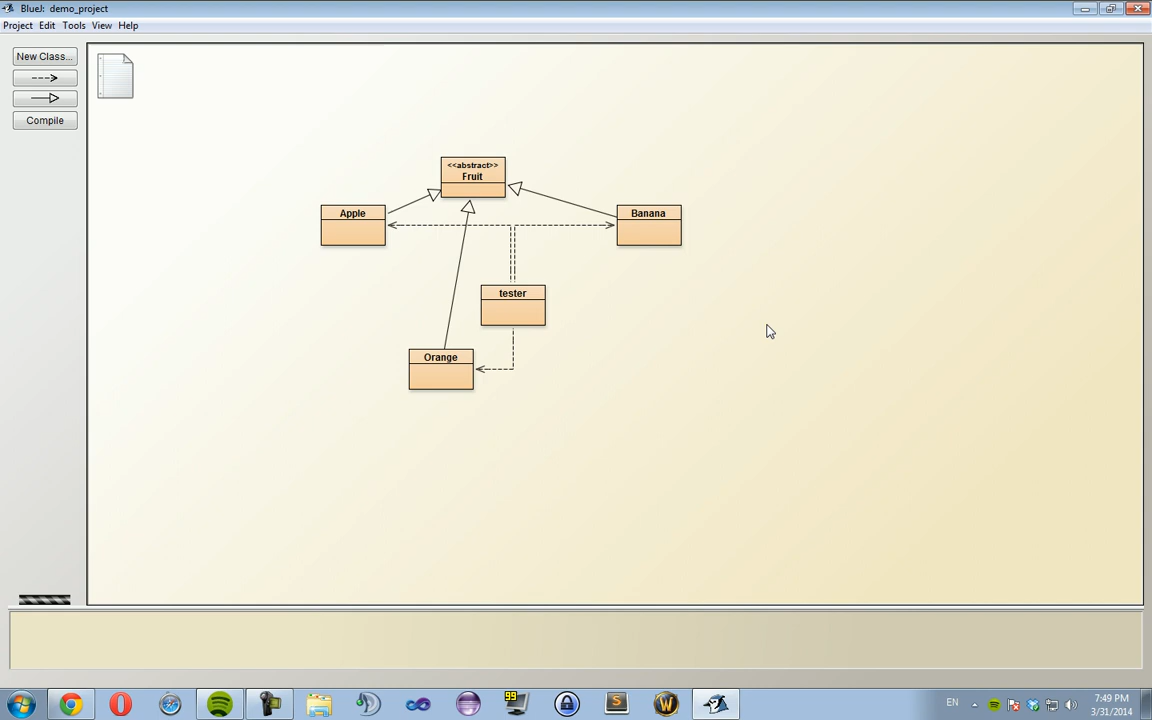 BlueJ: demo_project
Project Edit Tools View Help
New Class...
Compile
<<abstract>>
Fruit
Apple
Banana
tester
Orange
99
S
W
EN
7:49 PM
3/31/2014